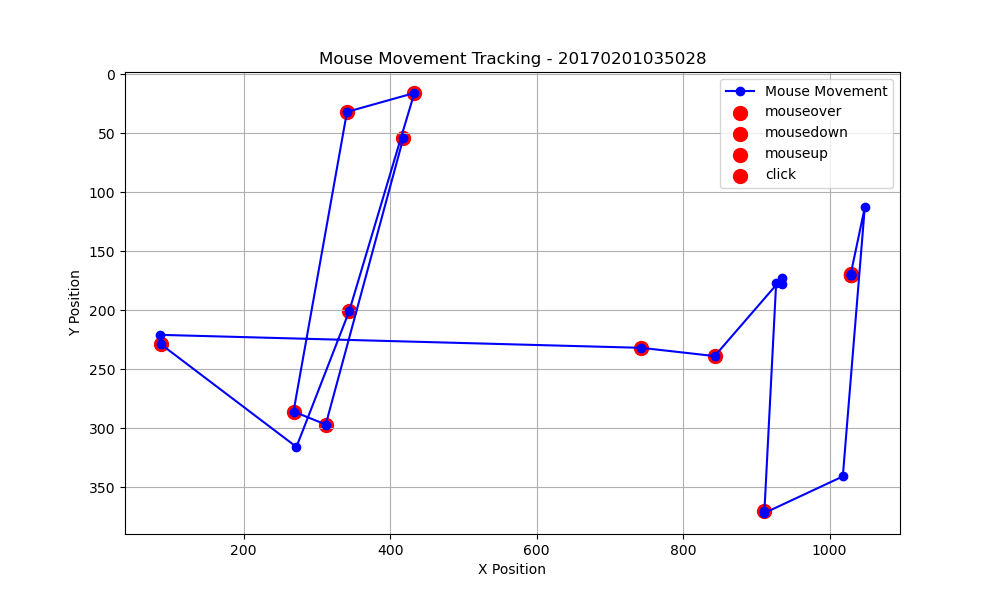 Mouse Movement Tracking - 20170201035028
Mouse Movement
mouseover
mousedown
mouseup
click
Y Position
0
50
100
150
200
250
300
350
200
400
600
800
1000
X Position